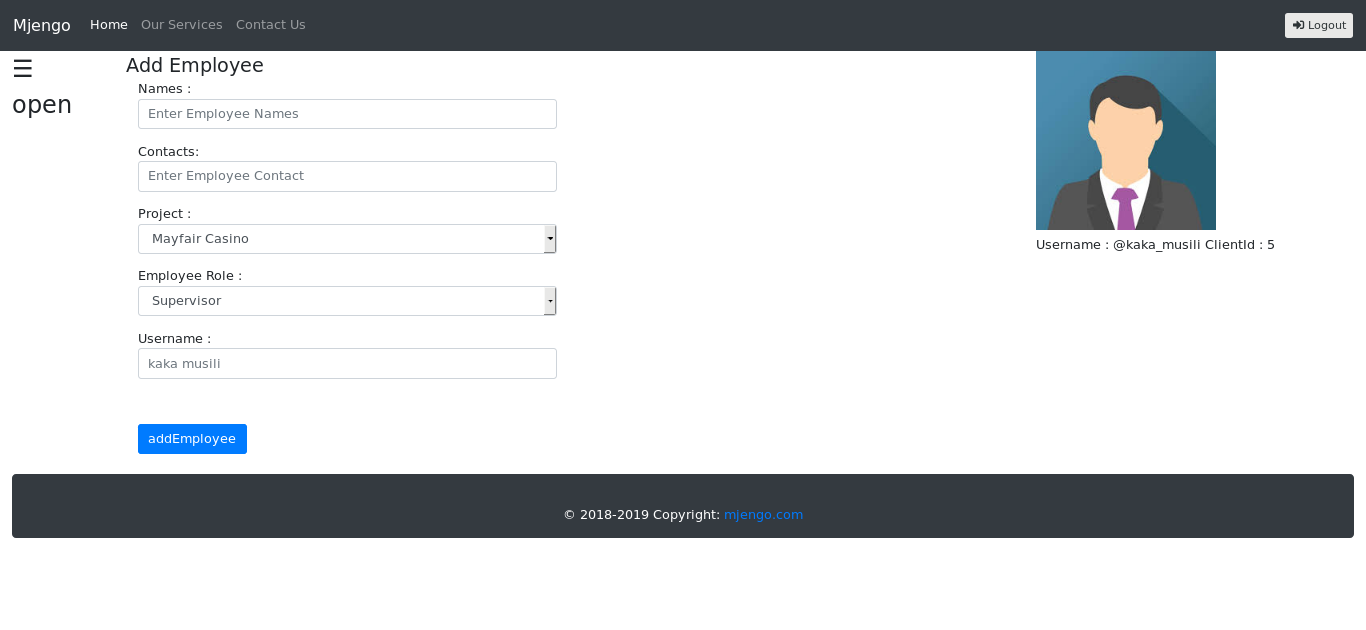 Mjengo Home Our Services Contact Us Logout
☰ open
Add Employee
Names :
Enter Employee Names
Contacts:
Enter Employee Contact
Project :
Mayfair Casino
Employee Role :
Supervisor
Username :
kaka musili
addEmployee
Username : @kaka_musili ClientId : 5
© 2018-2019 Copyright: mjengo.com